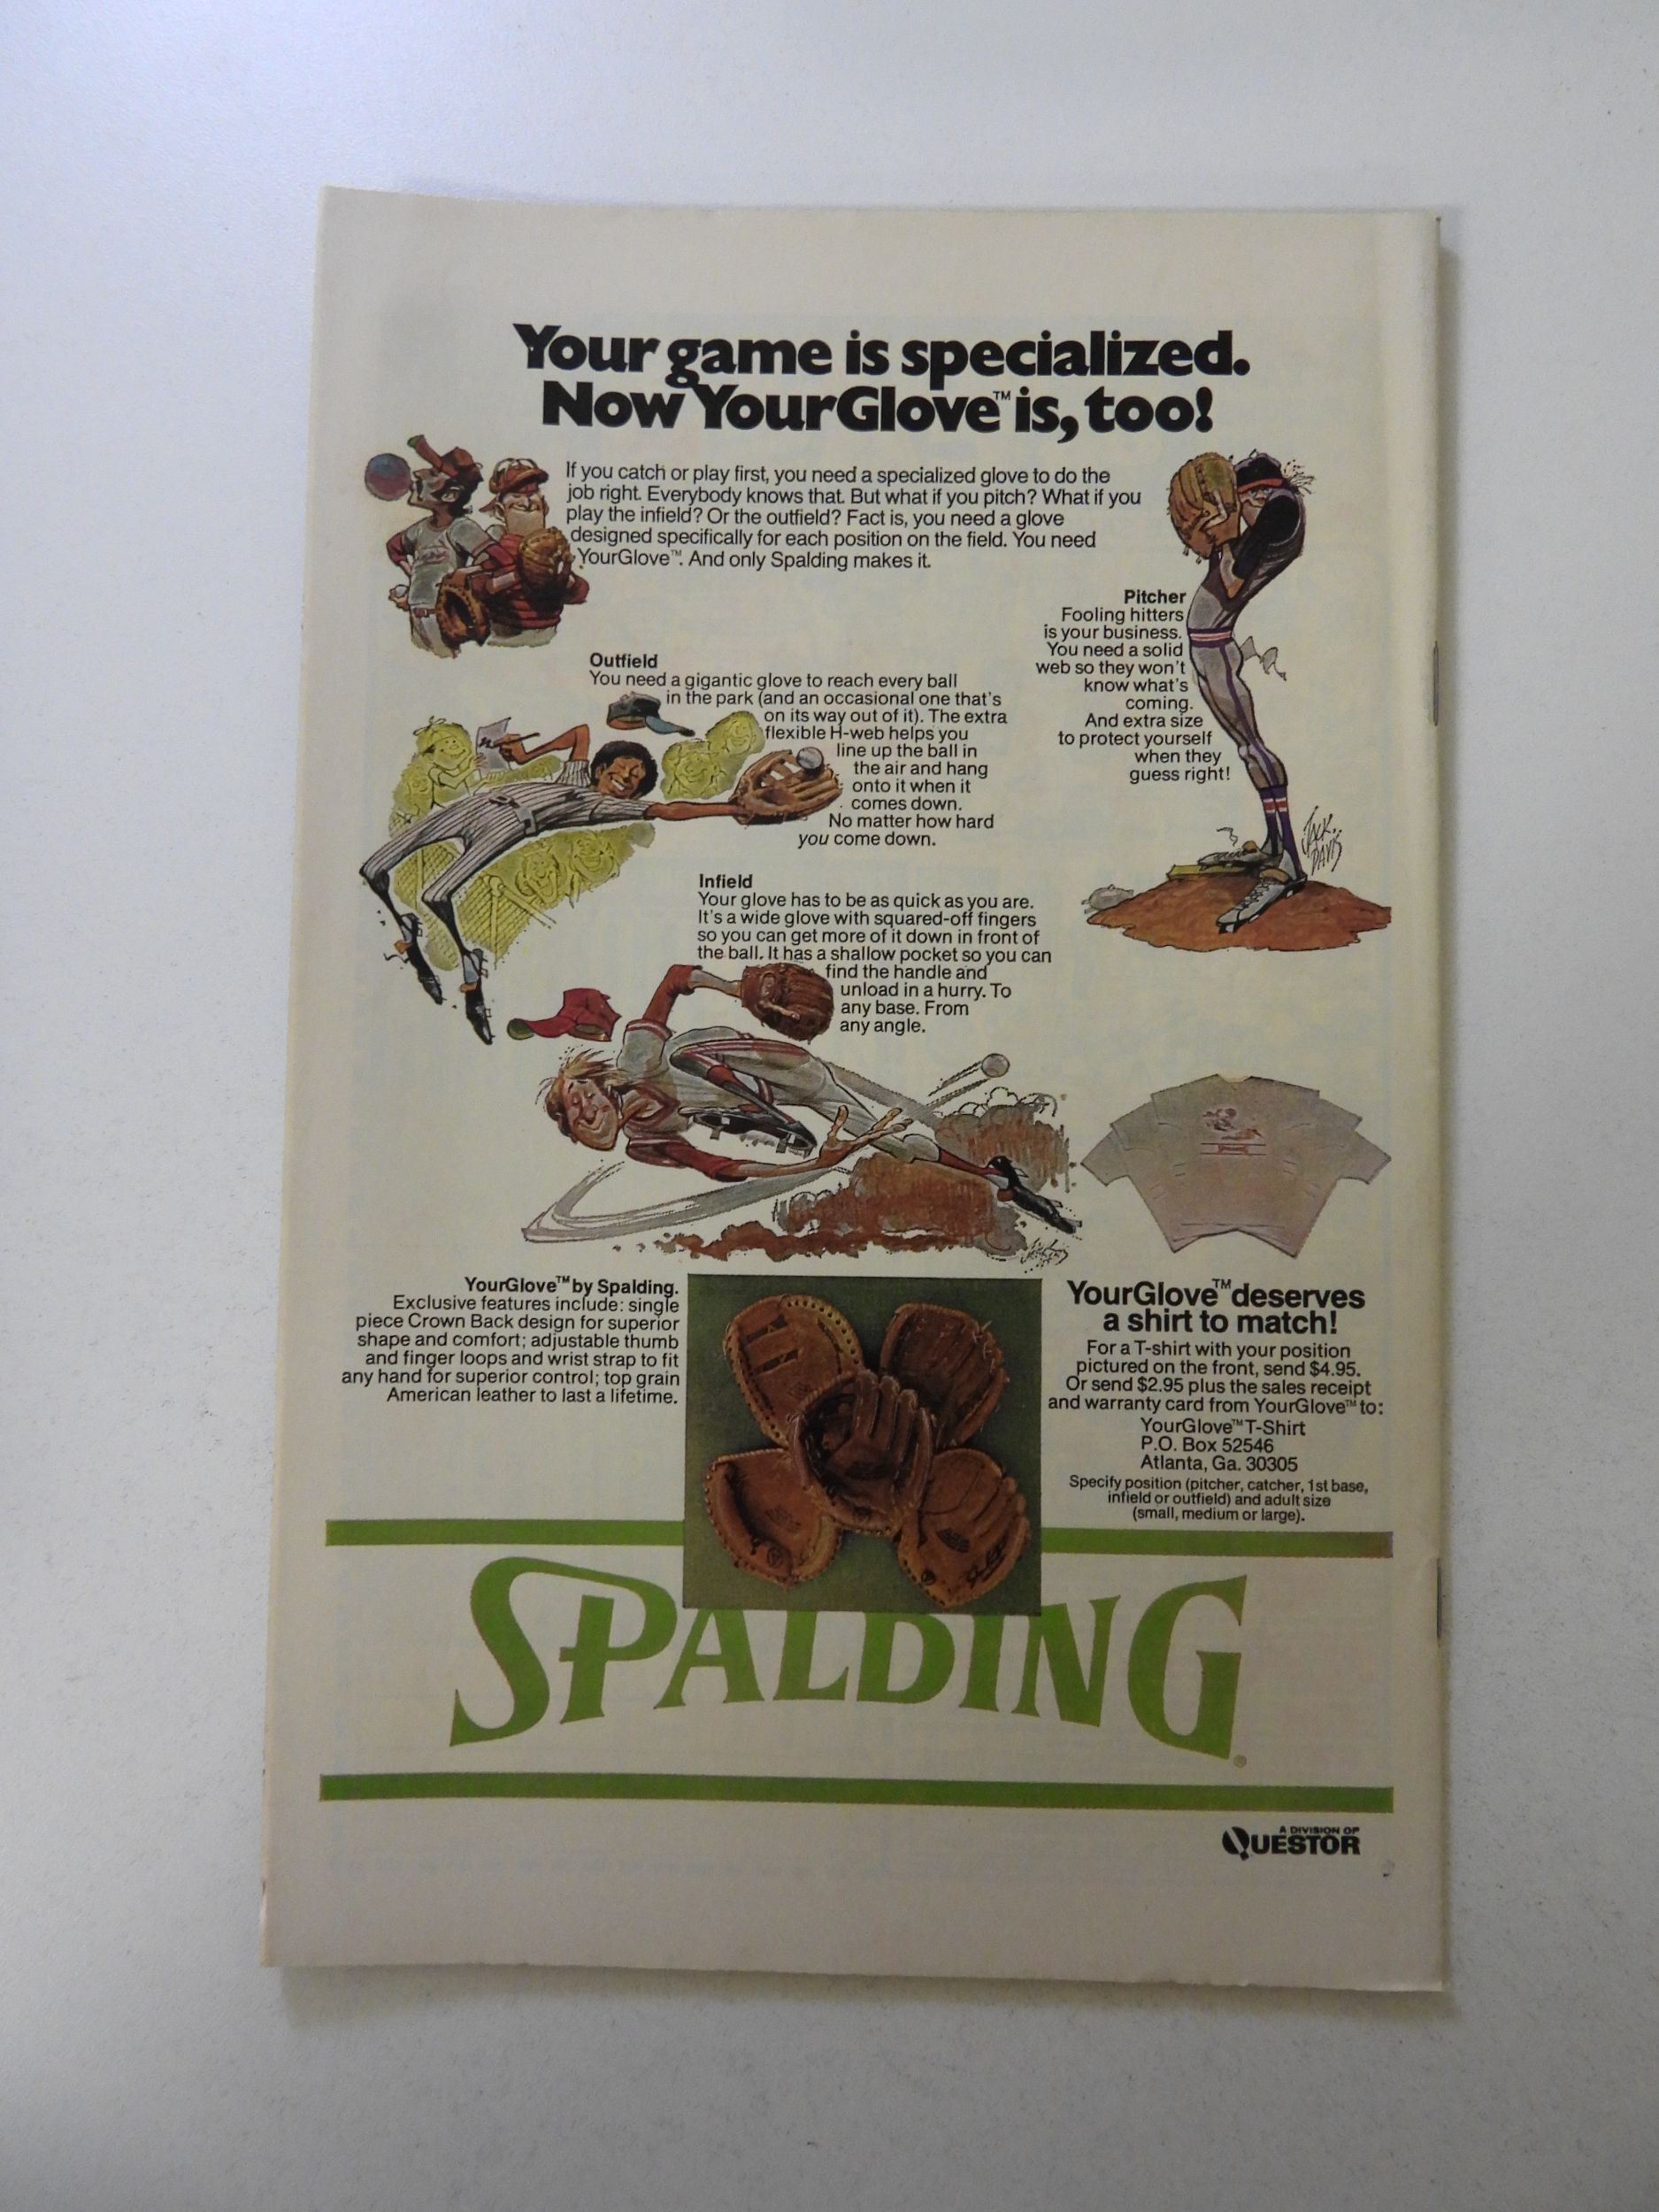 Your game is specialized.
Now YourGlove™ is, too!
If you catch or play first, you need a specialized glove to do the
job right. Everybody knows that. But what if you pitch? What if you
play the infield? Or the outfield? Fact is, you need a glove
designed specifically for each position on the field. You need
YourGlove™. And only Spalding makes it.
Pitcher
Fooling hitters
is your business.
You need a solid
web so they won't
know what's
coming.
And extra size
to protect yourself
when they
guess right!
JACK
DAVIS
Outfield
You need a gigantic glove to reach every ball
in the park (and an occasional one that's
on its way out of it). The extra
flexible H-web helps you
line up the ball in
the air and hang
onto it when it
comes down.
No matter how hard
you come down.
Infield
Your glove has to be as quick as you are.
It's a wide glove with squared-off fingers
so you can get more of it down in front of
the ball. It has a shallow pocket so you can
find the handle and
unload in a hurry. To
any base. From
any angle.
YourGlove™ by Spalding.
Exclusive features include: single
piece Crown Back design for superior
shape and comfort; adjustable thumb
and finger loops and wrist strap to fit
any hand for superior control; top grain
American leather to last a lifetime.
YourGlove™ deserves
a shirt to match!
For a T-shirt with your position
pictured on the front, send $4.95.
Or send $2.95 plus the sales receipt
and warranty card from YourGlove™ to:
YourGlove™ T-Shirt
P.O. Box 52546
Atlanta, Ga. 30305
Specify position (pitcher, catcher, 1st base,
infield or outfield) and adult size
(small, medium or large).
SPALDING®
A DIVISION OF
QUESTOR